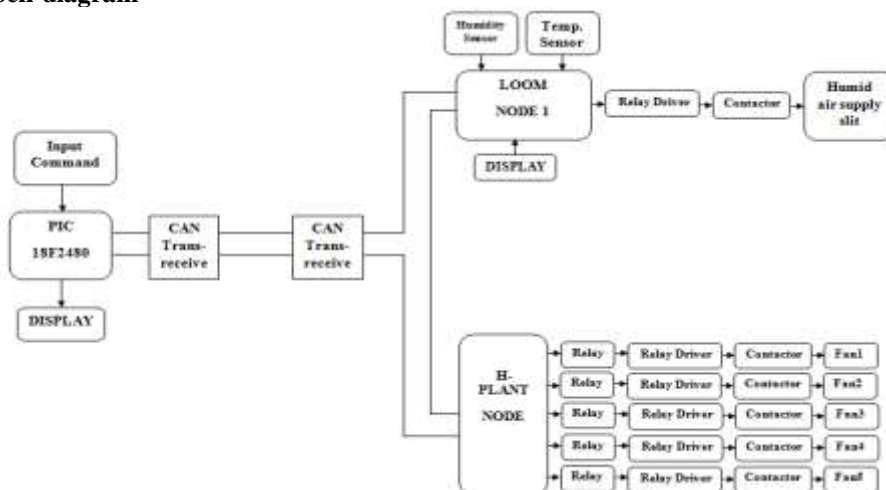 diagram
Humidity
Sensor
Temp.
Sensor
LOOM
NODE 1
Relay Driver
Contactor
Humid
air supply
slit
DISPLAY
Input
Command
PIC
18F2480
CAN
Trans-
receive
CAN
Trans-
receive
DISPLAY
H-
PLANT
NODE
Relay
Relay Driver
Contactor
Fan1
Relay
Relay Driver
Contactor
Fan2
Relay
Relay Driver
Contactor
Fan3
Relay
Relay Driver
Contactor
Fan4
Relay
Relay Driver
Contactor
Fan5